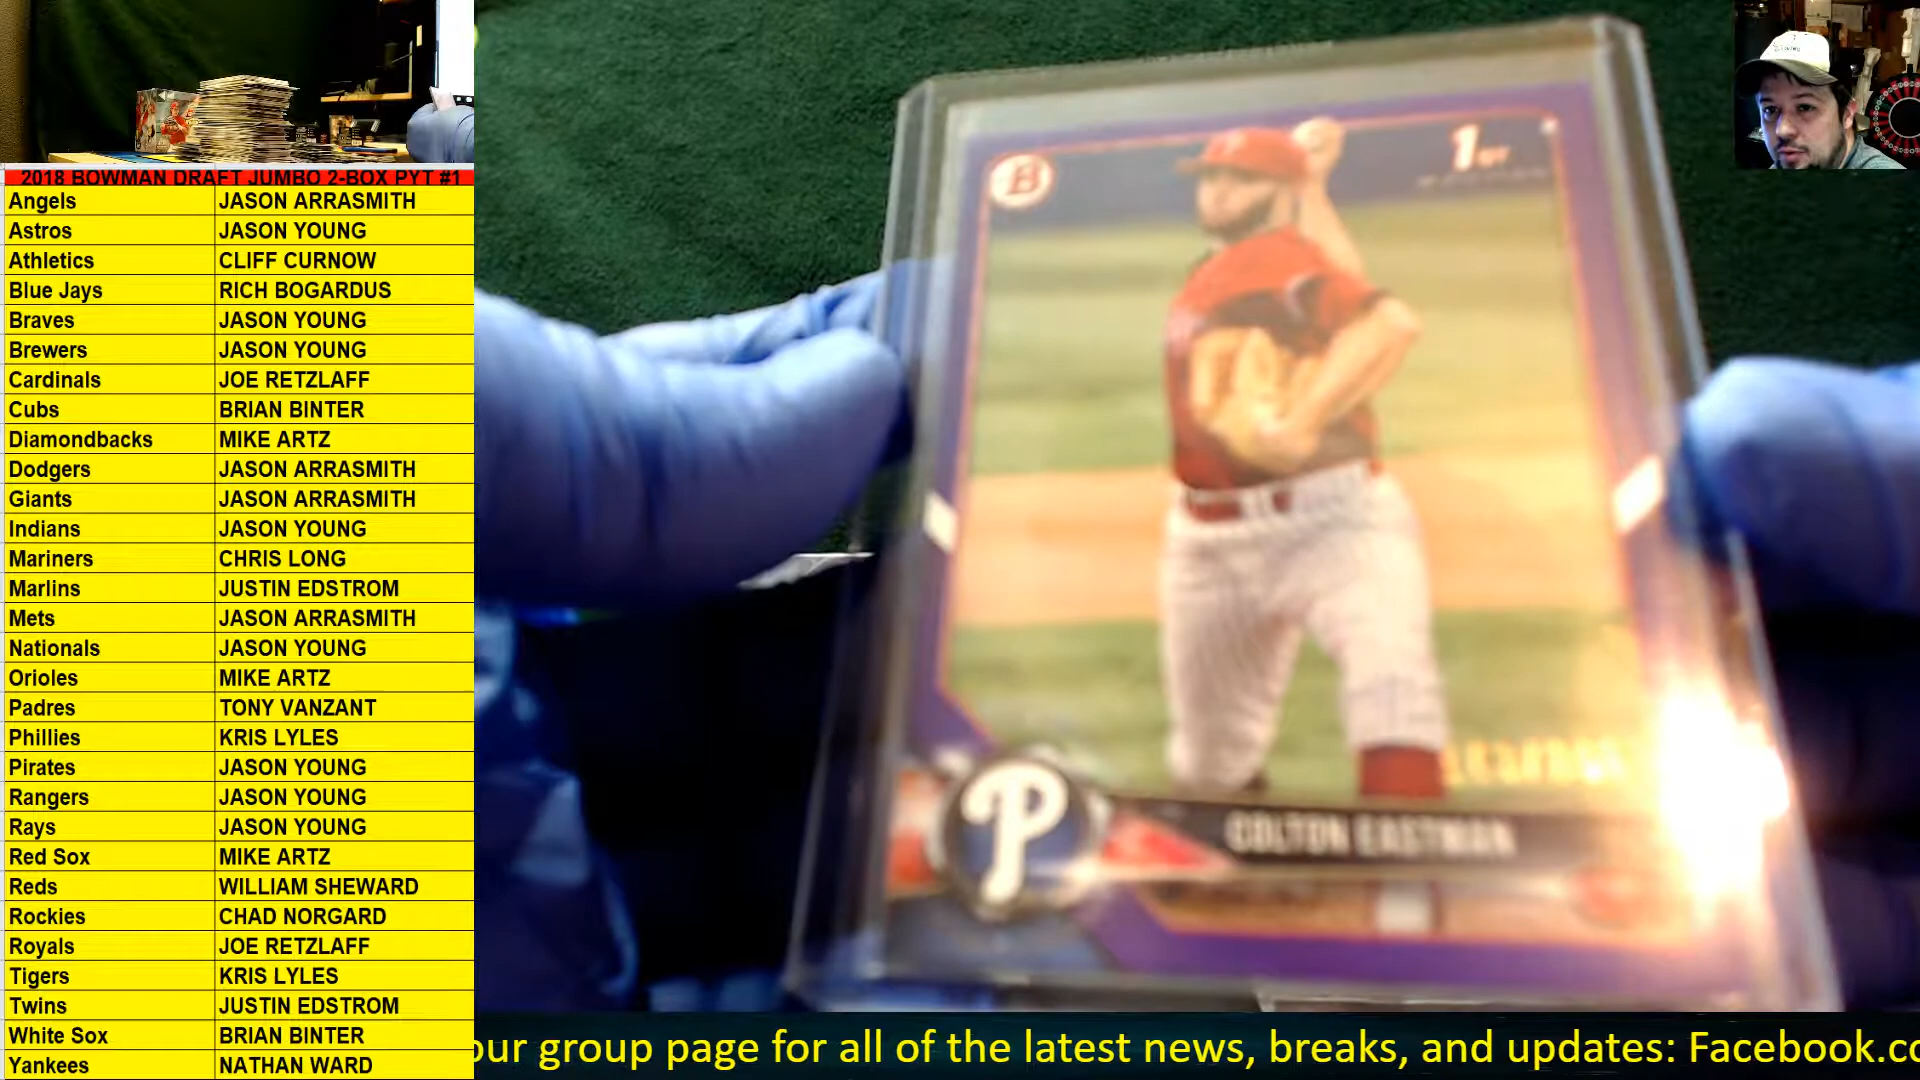 2018 BOWMAN DRAFT JUMBO 2-BOX PYT #1
Angels JASON ARRASMITH
Astros JASON YOUNG
Athletics CLIFF CURNOW
Blue Jays RICH BOGARDUS
Braves JASON YOUNG
Brewers JASON YOUNG
Cardinals JOE RETZLAFF
Cubs BRIAN BINTER
Diamondbacks MIKE ARTZ
Dodgers JASON ARRASMITH
Giants JASON ARRASMITH
Indians JASON YOUNG
Mariners CHRIS LONG
Marlins JUSTIN EDSTROM
Mets JASON ARRASMITH
Nationals JASON YOUNG
Orioles MIKE ARTZ
Padres TONY VANZANT
Phillies KRIS LYLES
Pirates JASON YOUNG
Rangers JASON YOUNG
Rays JASON YOUNG
Red Sox MIKE ARTZ
Reds WILLIAM SHEWARD
Rockies CHAD NORGARD
Royals JOE RETZLAFF
Tigers KRIS LYLES
Twins JUSTIN EDSTROM
White Sox BRIAN BINTER
Yankees NATHAN WARD
B
1ST
P
COLTON EASTMAN
our group page for all of the latest news, breaks, and updates: Facebook.co